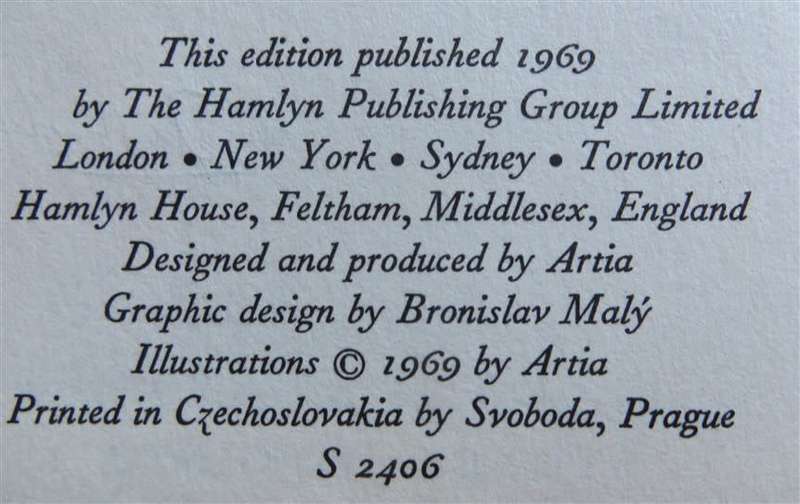 This edition published 1969
by The Hamlyn Publishing Group Limited
London • New York • Sydney • Toronto
Hamlyn House, Feltham, Middlesex, England
Designed and produced by Artia
Graphic design by Bronislav Malý
Illustrations © 1969 by Artia
Printed in Czechoslovakia by Svoboda, Prague
S 2406